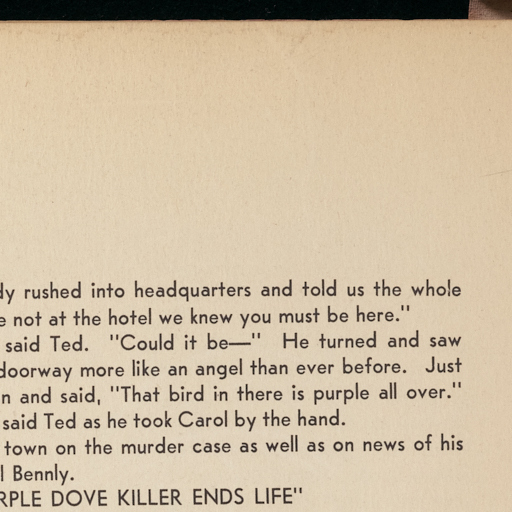 rushed into headquarters and told us the whole
not at the hotel we knew you must be here."
said Ted. "Could it be—" He turned and saw
doorway more like an angel than ever before. Just
and said, "That bird in there is purple all over."
said Ted as he took Carol by the hand.
town on the murder case as well as on news of his
Bennly.
DOVE KILLER ENDS LIFE"